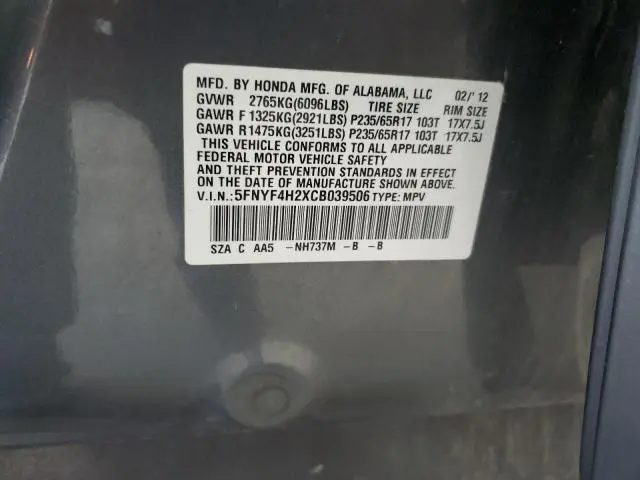 MFD. BY HONDA MFG. OF ALABAMA, LLC 02/'12
GVWR 2765KG(6096LBS) TIRE SIZE RIM SIZE
GAWR F 1325KG(2921LBS) P235/65R17 103T 17X7.5J
GAWR R 1475KG(3251LBS) P235/65R17 103T 17X7.5J
THIS VEHICLE CONFORMS TO ALL APPLICABLE
FEDERAL MOTOR VEHICLE SAFETY
AND THEFT PREVENTION STANDARDS IN EFFECT
ON THE DATE OF MANUFACTURE SHOWN ABOVE.
V.I.N.:5FNYF4H2XCB039506 TYPE: MPV
SZA C AA5 -NH737M -B -B